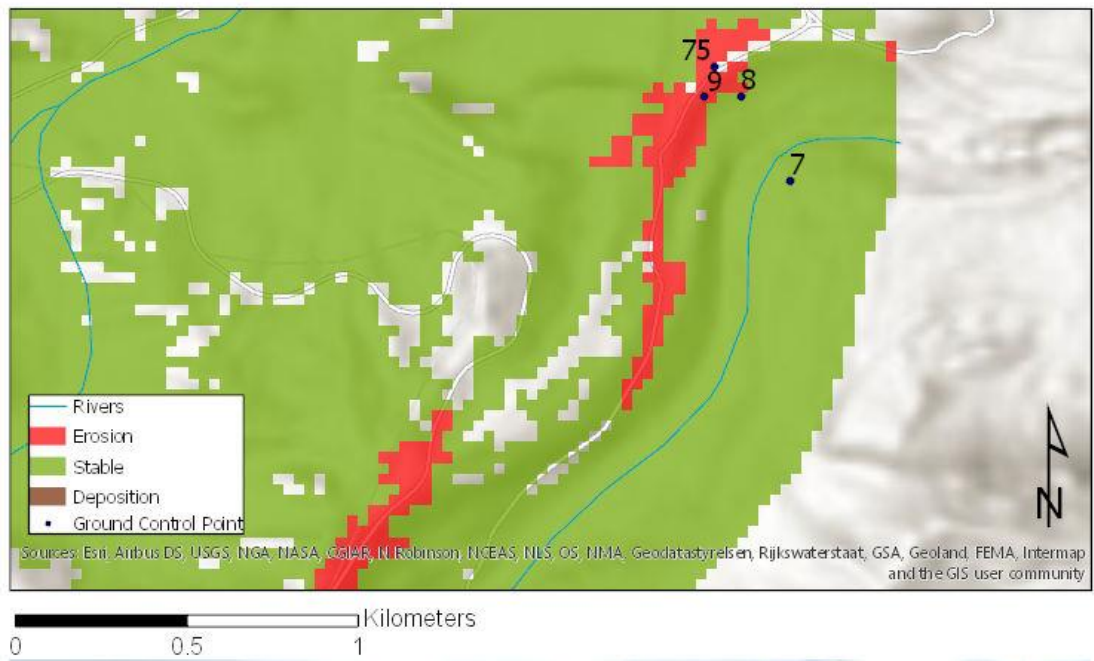 75
9
8
7
Rivers
Erosion
Stable
Deposition
Ground Control Point
N
Sources: Esri, Airbus DS, USGS, NGA, NASA, CGIAR, N Robinson, NCEAS, NLS, OS, NMA, Geodatastyrelsen, Rijkswaterstaat, GSA, Geoland, FEMA, Intermap
and the GIS user community
Kilometers
0 0.5 1